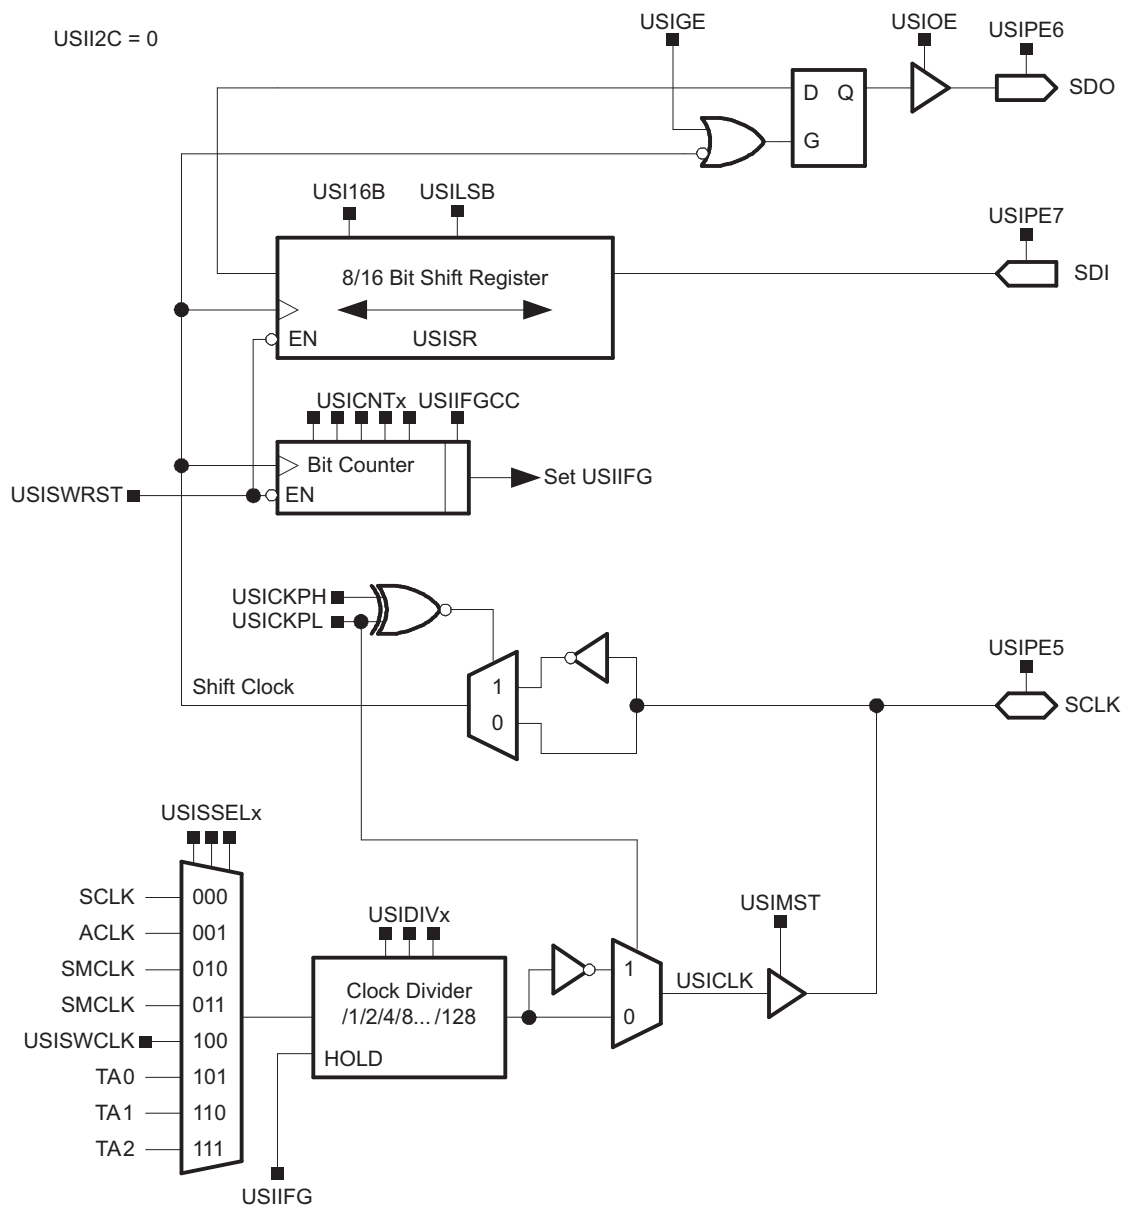 USII2C = 0
USIGE
USIOE
USIPE6
D Q
SDO
G
USI16B
USILSB
USIPE7
8/16 Bit Shift Register
SDI
EN
USISR
USICNTx
USIIFGCC
Bit Counter
Set USIIFG
USISWRST
EN
USICKPH
USICKPL
USIPE5
Shift Clock
1
0
SCLK
USISSELx
SCLK 000
ACLK 001
SMCLK 010
SMCLK 011
USISWCLK 100
TA0 101
TA1 110
TA2 111
USIDIVx
Clock Divider
/1/2/4/8... /128
HOLD
USIIFG
1
0
USICLK
USIMST